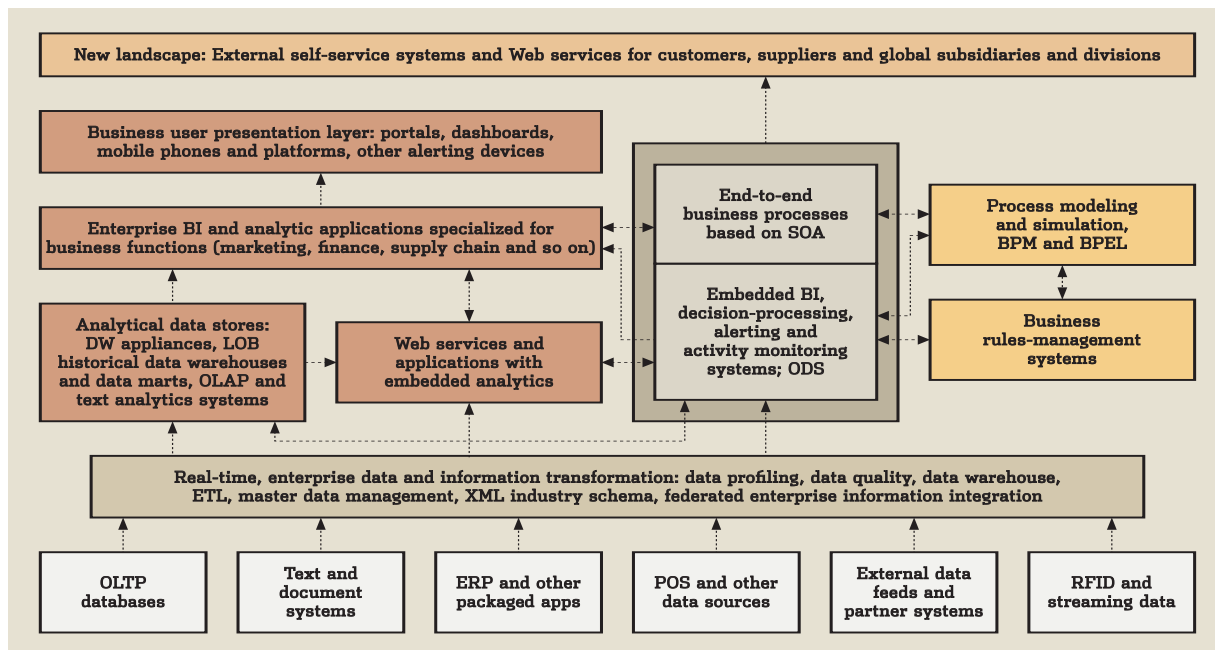 New landscape: External self-service systems and Web services for customers, suppliers and global subsidiaries and divisions
Business user presentation layer: portals, dashboards,
mobile phones and platforms, other alerting devices
Enterprise BI and analytic applications specialized for
business functions (marketing, finance, supply chain and so on)
End-to-end
business processes
based on SOA
Process modeling
and simulation,
BPM and BPEL
Analytical data stores:
DW appliances, LOB
historical data warehouses
and data marts, OLAP and
text analytics systems
Web services and
applications with
embedded analytics
Embedded BI,
decision-processing,
alerting and
activity monitoring
systems; ODS
Business
rules-management
systems
Real-time, enterprise data and information transformation: data profiling, data quality, data warehouse,
ETL, master data management, XML industry schema, federated enterprise information integration
OLTP
databases
Text and
document
systems
ERP and other
packaged apps
POS and other
data sources
External data
feeds and
partner systems
RFID and
streaming data